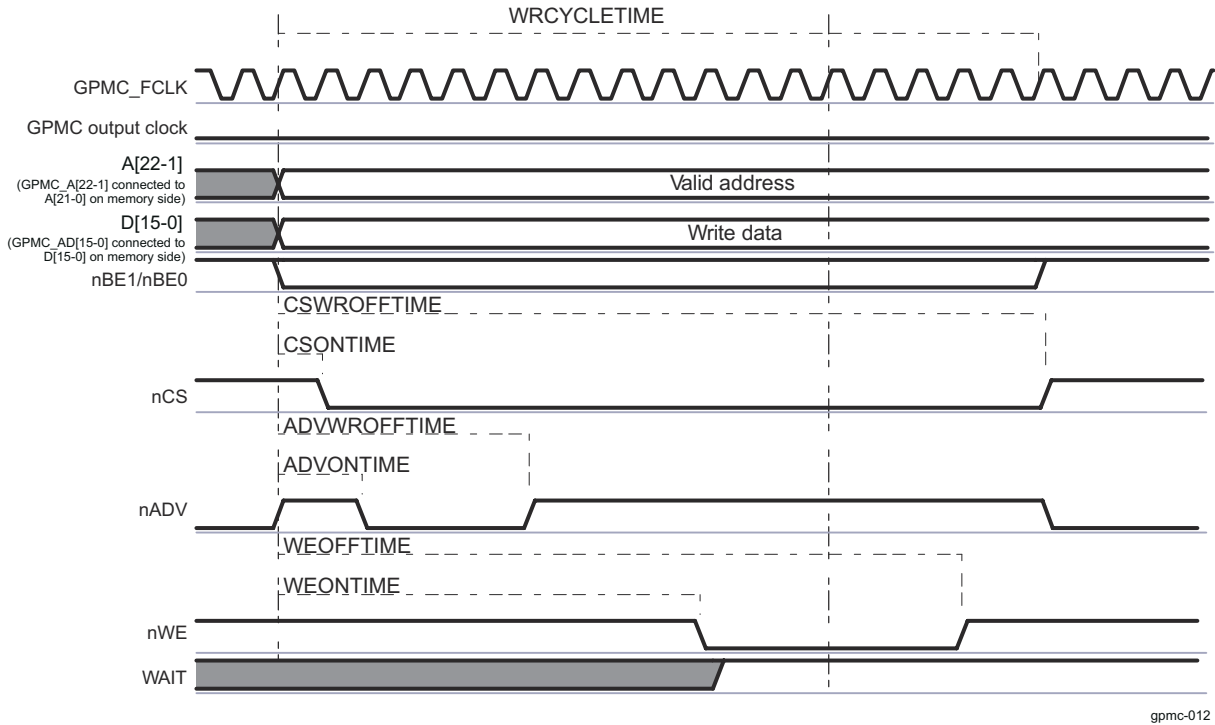 WRCYCLETIME
GPMC_FCLK
GPMC output clock
A[22-1]
(GPMC_A[22-1] connected to
A[21-0] on memory side)
Valid address
D[15-0]
(GPMC_AD[15-0] connected to
D[15-0] on memory side)
Write data
nBE1/nBE0
CSWROFFTIME
CSONTIME
nCS
ADVWROFFTIME
ADVONTIME
nADV
WEOFFTIME
WEONTIME
nWE
WAIT
gpmc-012